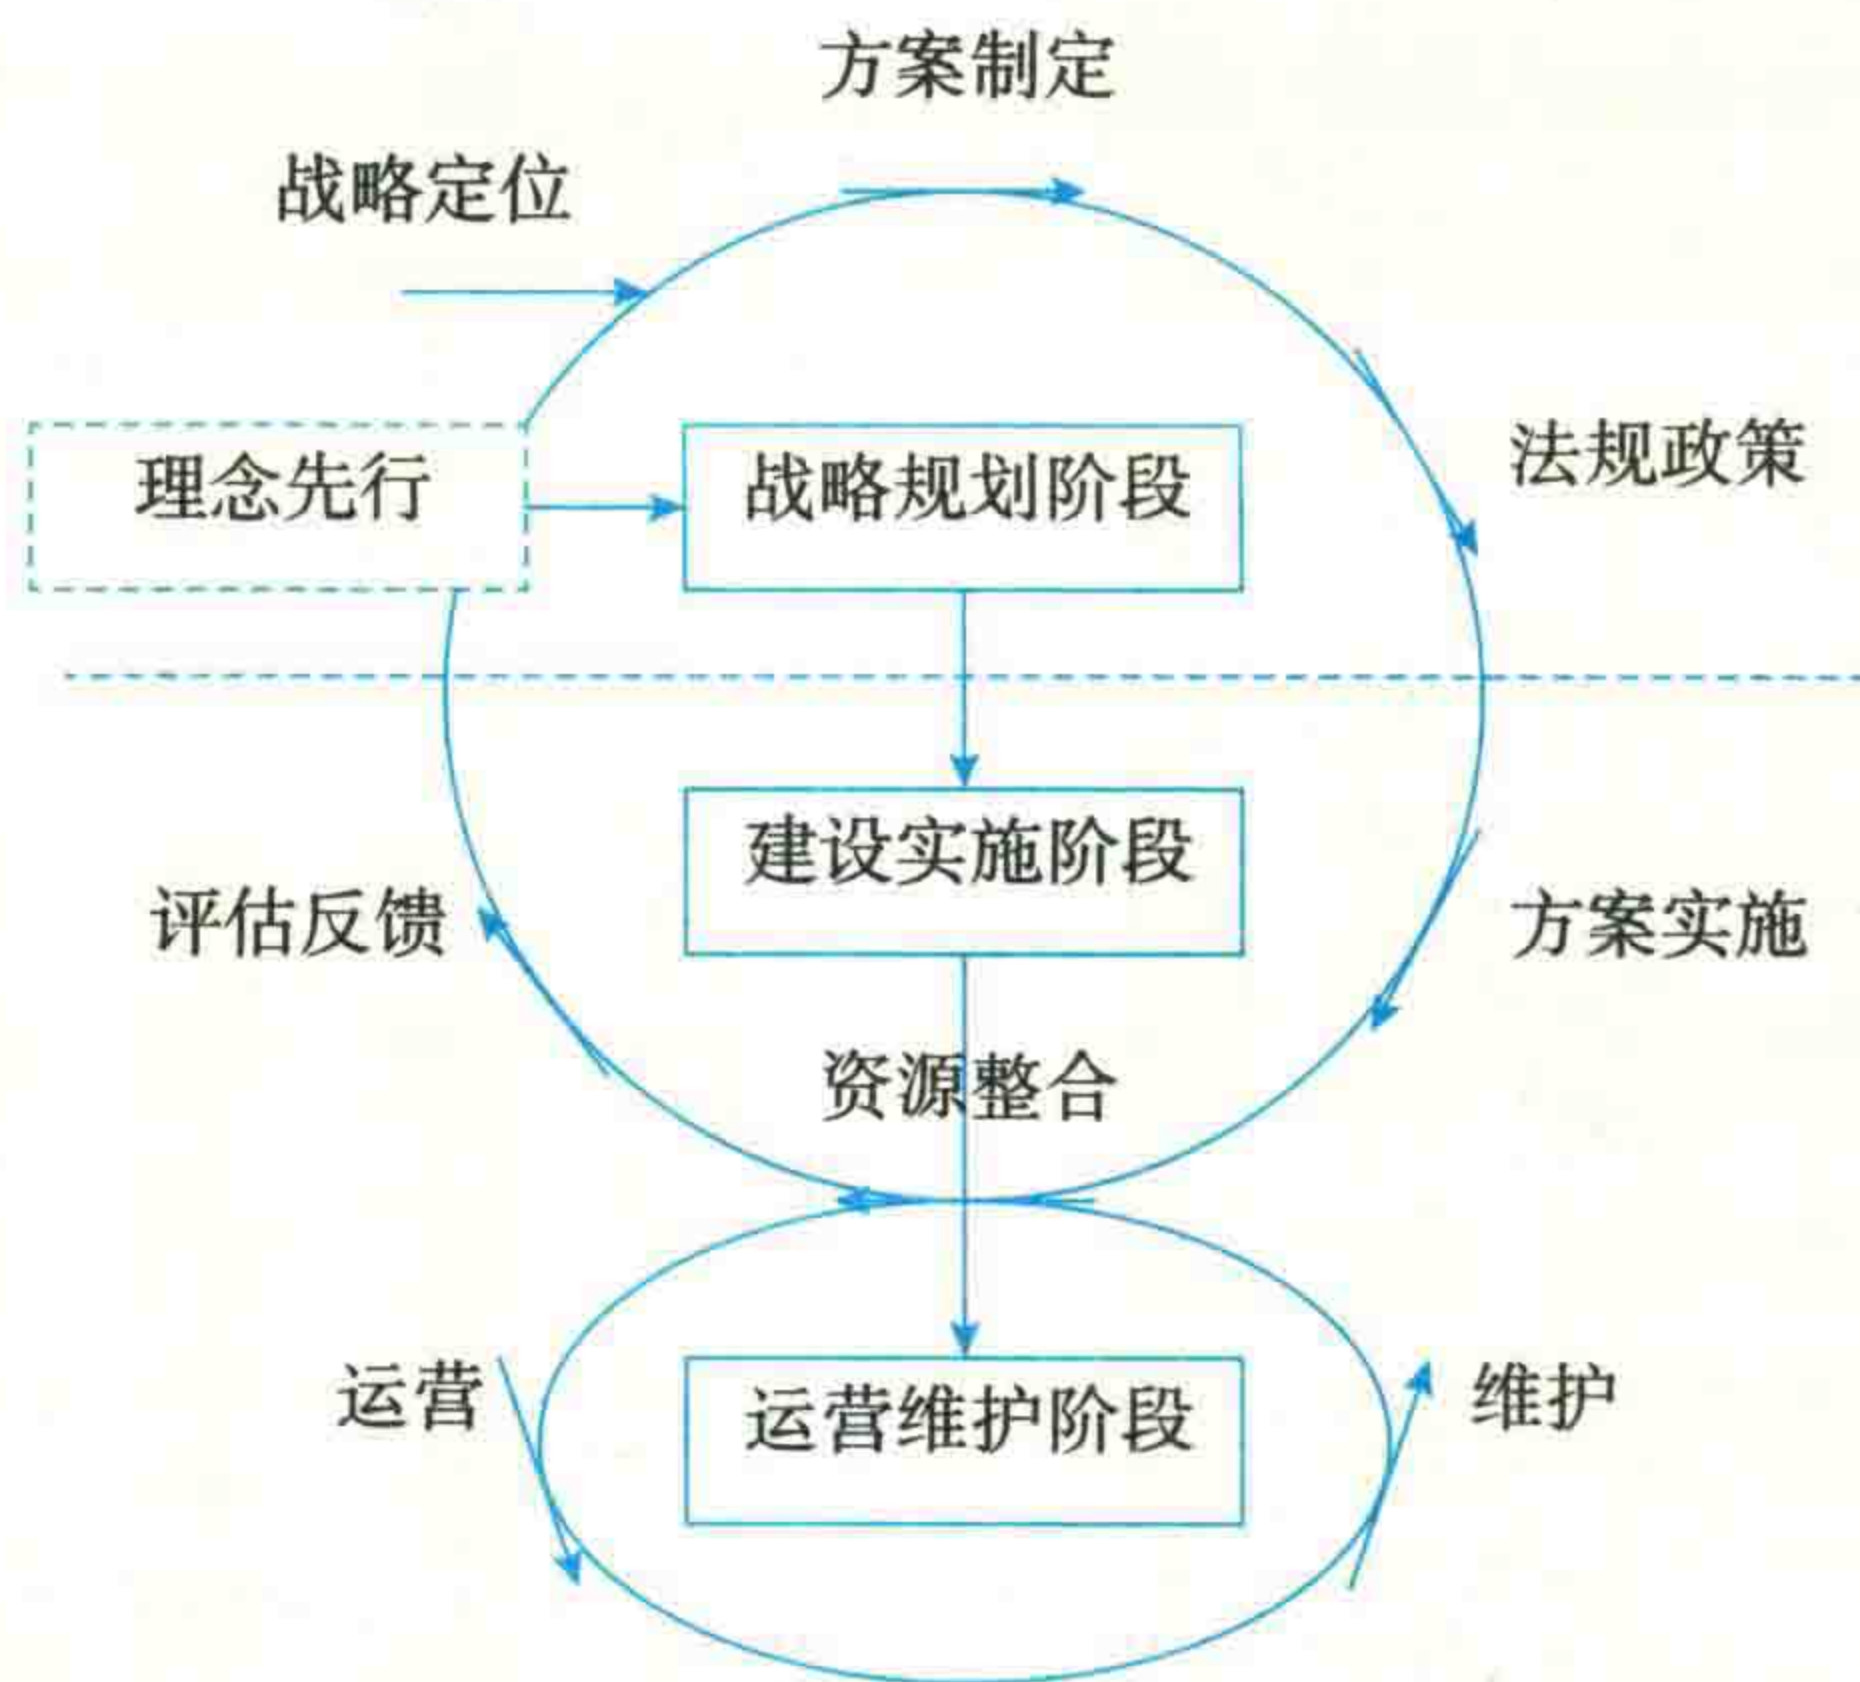 方案制定
战略定位
理念先行
战略规划阶段
法规政策
建设实施阶段
评估反馈
方案实施
资源整合
运营
运营维护阶段
维护